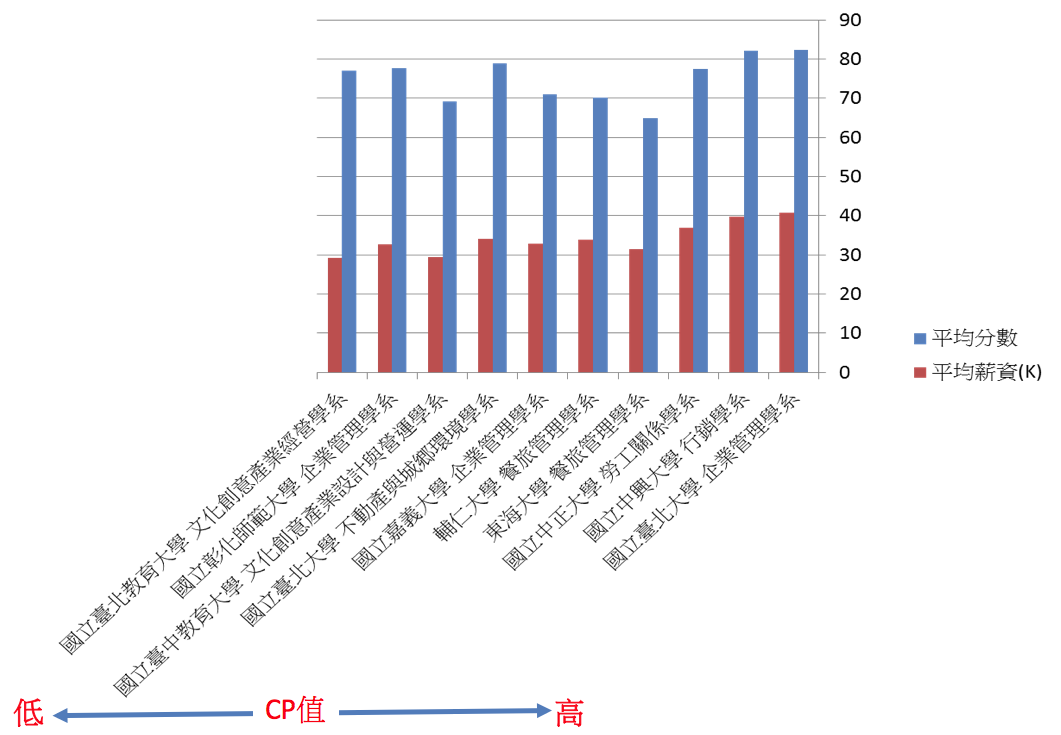 90
80
70
60
50
40
30
20
10
0
平均分數
平均薪資(K)
國立臺北教育大學 文化創意產業經營學系
國立彰化師範大學 企業管理學系
國立臺中教育大學 文化創意產業設計與營運學系
國立臺北大學 不動產與城鄉環境學系
國立嘉義大學 企業管理學系
輔仁大學 餐旅管理學系
東海大學 餐旅管理學系
國立中正大學 勞工關係學系
國立中興大學 行銷學系
國立臺北大學 企業管理學系
低 CP值 高